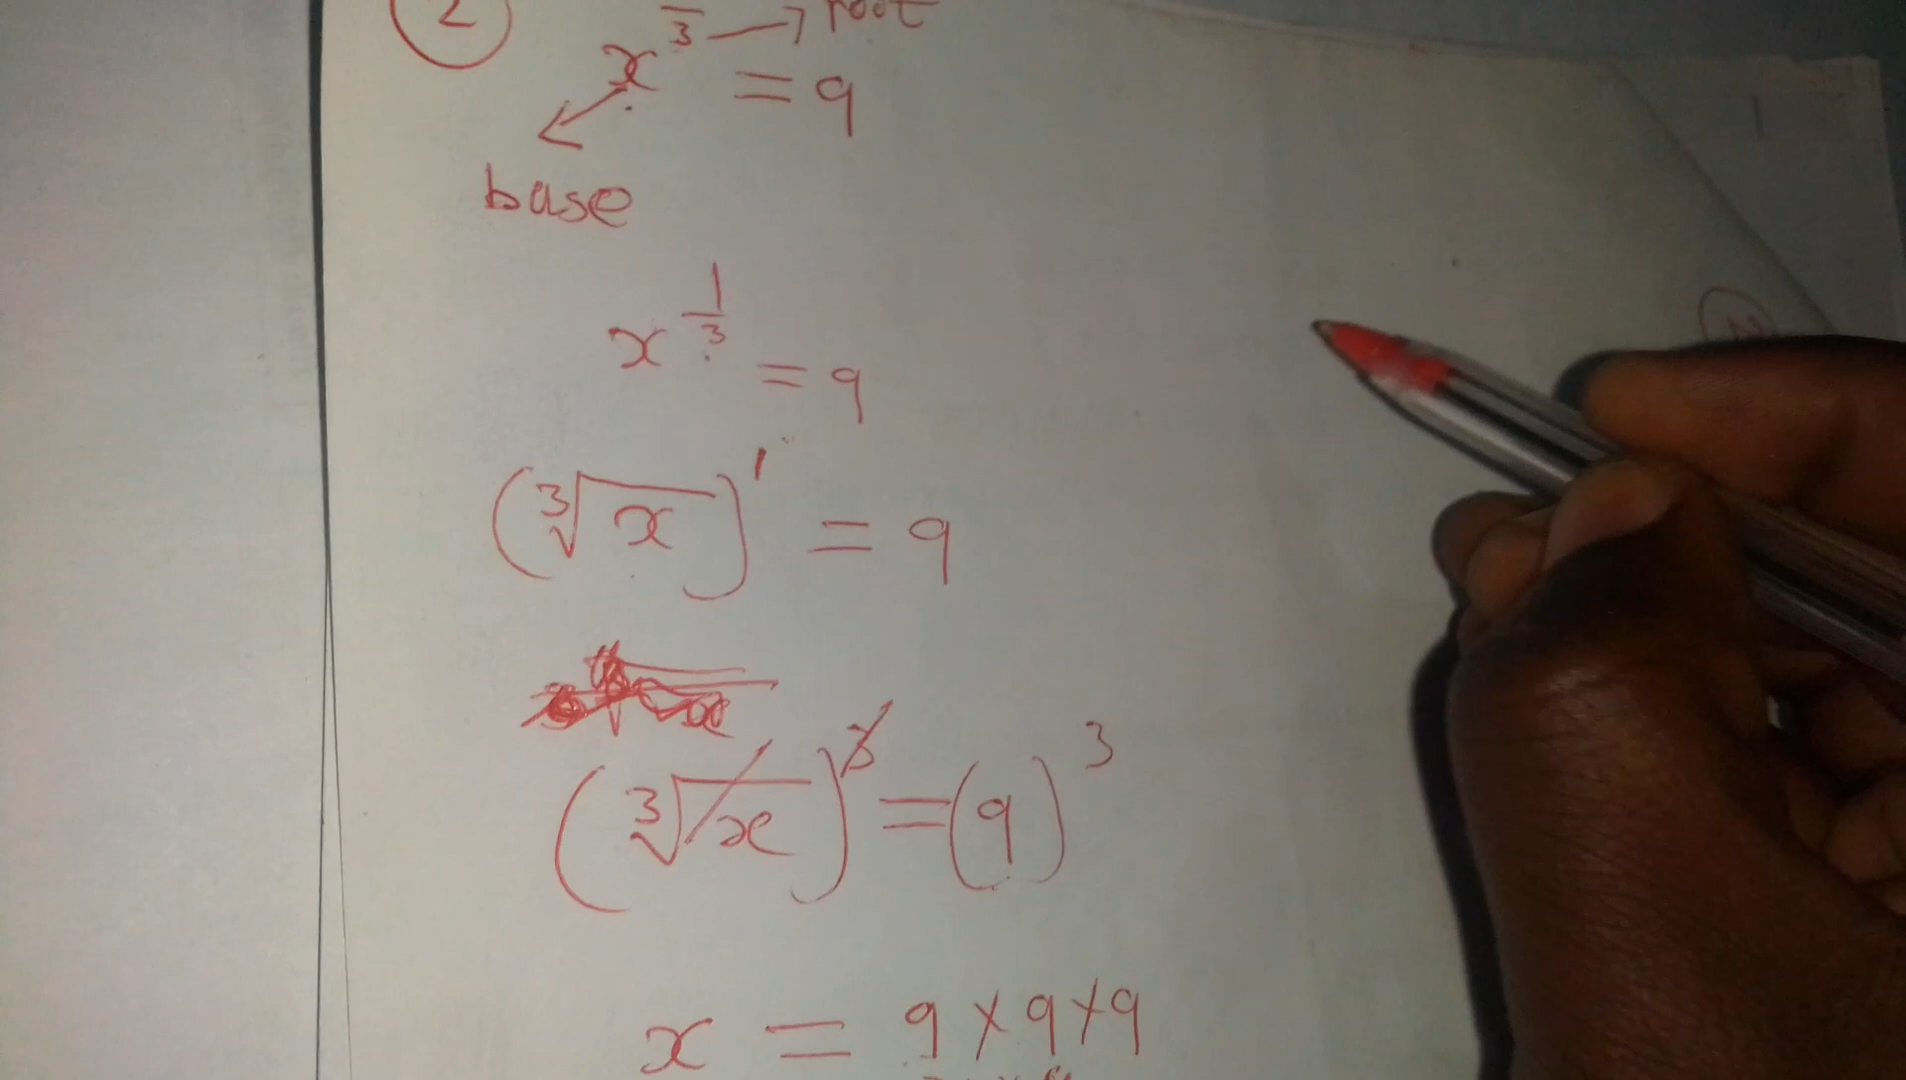 2
x^{1/3} → root
= 9
base
x^{1/3} = 9
(∛x)^1 = 9
(∛x)^3 = (9)^3
x = 9 × 9 × 9